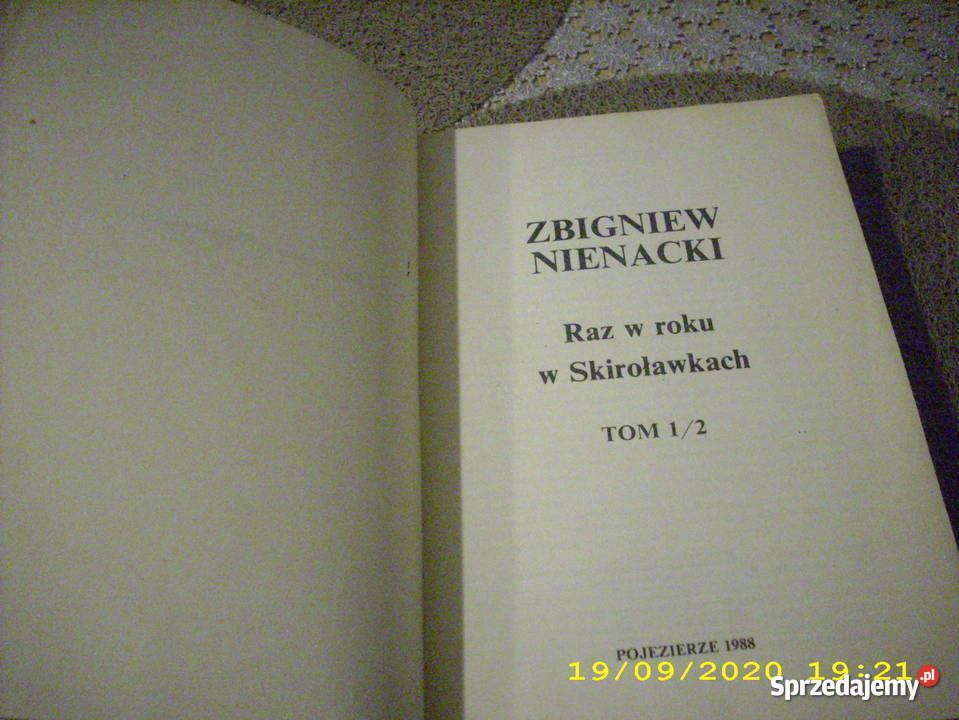 ZBIGNIEW
NIENACKI
Raz w roku
w Skiroławkach
TOM 1/2
POJEZIERZE 1988
19/09/2020 19:21
Sprzedajemy.pl